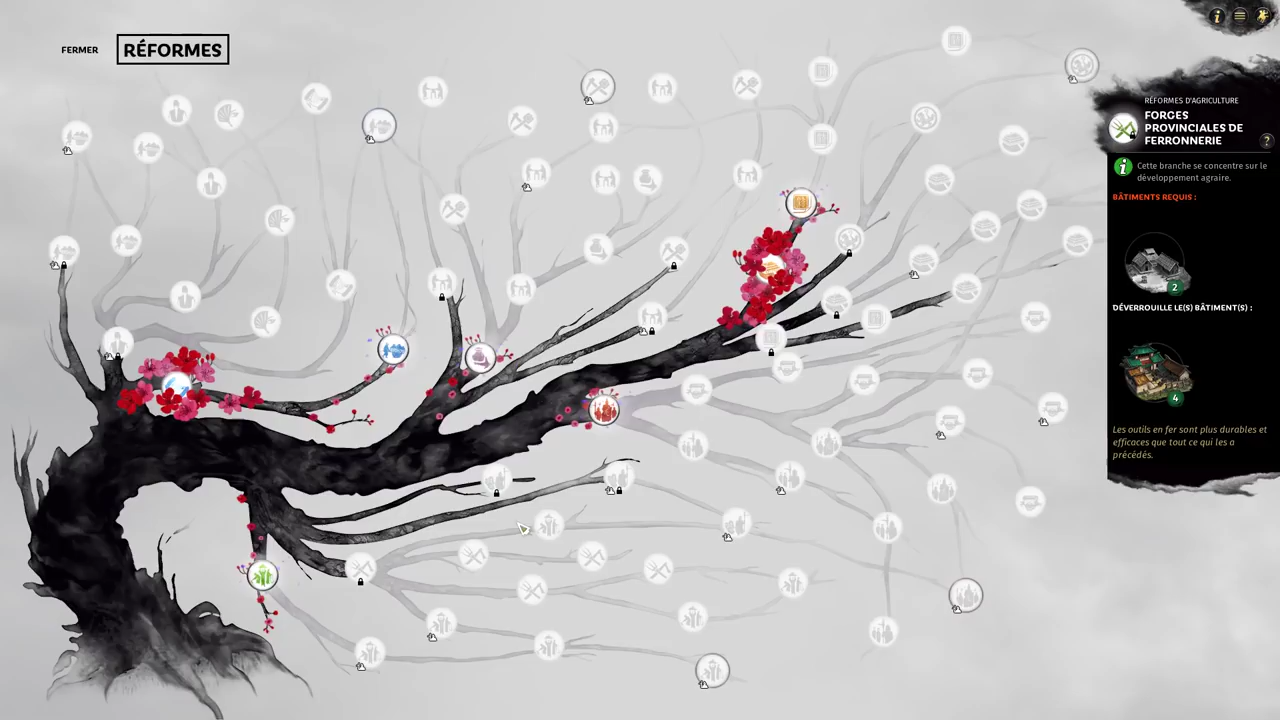 FERMER
RÉFORMES
RÉFORMES D'AGRICULTURE
FORGES
PROVINCIALES DE
FERRONNERIE
?
Cette branche se concentre sur le
développement agraire.
BÂTIMENTS REQUIS :
2
DÉVERROUILLE LE(S) BÂTIMENT(S) :
4
Les outils en fer sont plus durables et
efficaces que tout ce qui les a
précédés.